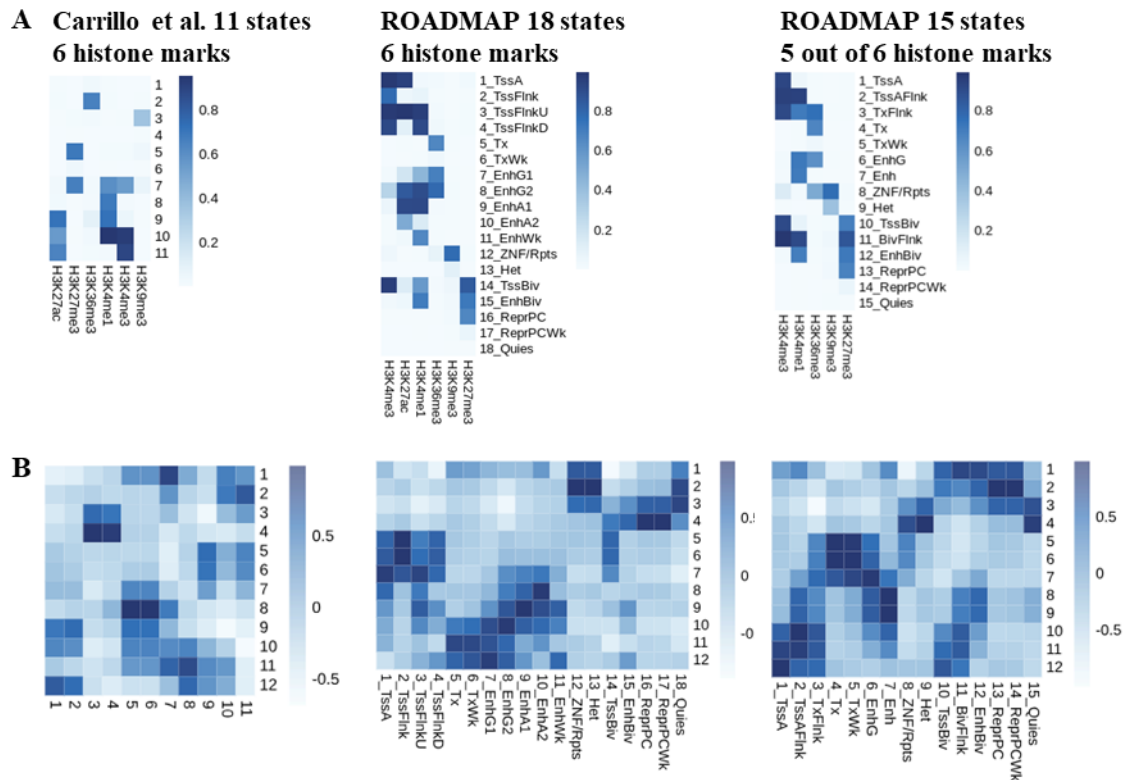 A
Carrillo et al. 11 states
6 histone marks
1
2
3
4
5
6
7
8
9
10
11
0.8
0.6
0.4
0.2
H3K27ac
H3K27me3
H3K36me3
H3K4me1
H3K4me3
H3K9me3
ROADMAP 18 states
6 histone marks
1_TssA
2_TssFlnk
3_TssFlnkU
4_TssFlnkD
5_Tx
6_TxWk
7_EnhG1
8_EnhG2
9_EnhA1
10_EnhA2
11_EnhWk
12_ZNF/Rpts
13_Het
14_TssBiv
15_EnhBiv
16_ReprPC
17_ReprPCWk
18_Quies
0.8
0.6
0.4
0.2
H3K4me3
H3K27ac
H3K4me1
H3K36me3
H3K9me3
H3K27me3
ROADMAP 15 states
5 out of 6 histone marks
1_TssA
2_TssAFlnk
3_TxFlnk
4_Tx
5_TxWk
6_EnhG
7_Enh
8_ZNF/Rpts
9_Het
10_TssBiv
11_BivFlnk
12_EnhBiv
13_ReprPC
14_ReprPCWk
15_Quies
0.8
0.6
0.4
0.2
H3K4me3
H3K4me1
H3K36me3
H3K9me3
H3K27me3
B
1
2
3
4
5
6
7
8
9
10
11
12
0.5
0
-0.5
1
2
3
4
5
6
7
8
9
10
11
1
2
3
4
5
6
7
8
9
10
11
12
0.
0
-0
1_TssA
2_TssFlnk
3_TssFlnkU
4_TssFlnkD
5_Tx
6_TxWk
7_EnhG1
8_EnhG2
9_EnhA1
10_EnhA2
11_EnhWk
12_ZNF/Rpts
13_Het
14_TssBiv
15_EnhBiv
16_ReprPC
17_ReprPCWk
18_Quies
1
2
3
4
5
6
7
8
9
10
11
12
0.5
0
-0.5
1_TssA
2_TssAFlnk
3_TxFlnk
4_Tx
5_TxWk
6_EnhG
7_Enh
8_ZNF/Rpts
9_Het
10_TssBiv
11_BivFlnk
12_EnhBiv
13_ReprPC
14_ReprPCWk
15_Quies